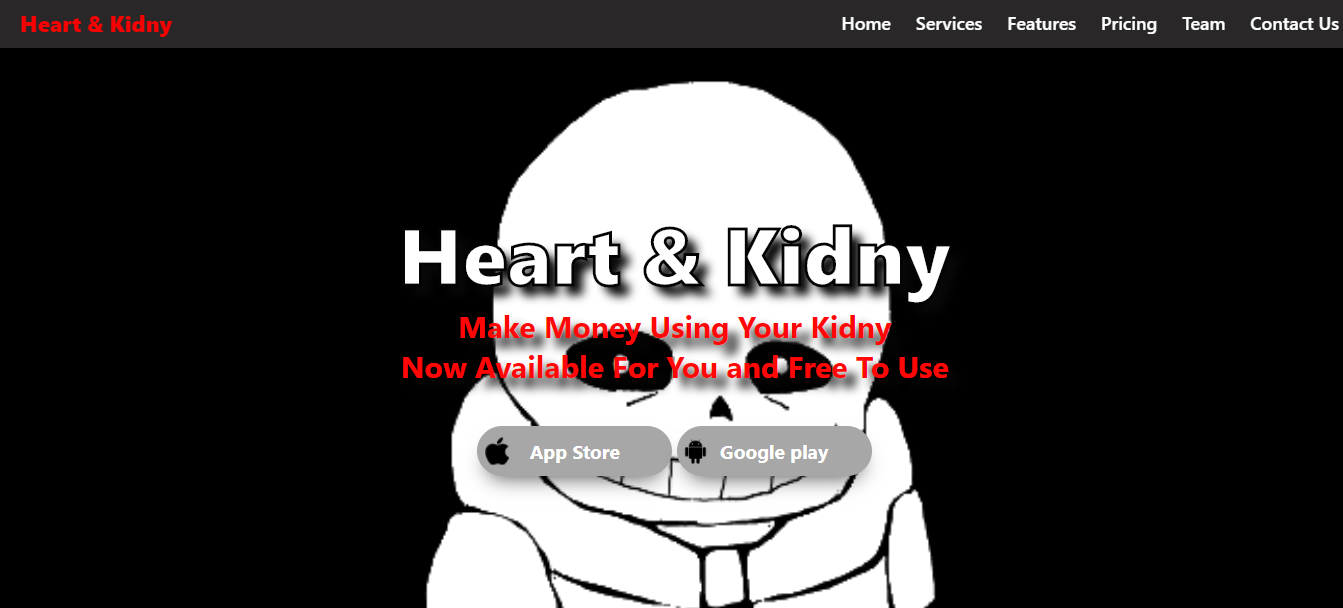 Heart & Kidny
Home Services Features Pricing Team Contact Us
Heart & Kidny
Make Money Using Your Kidny
Now Available For You and Free To Use
App Store
Google play